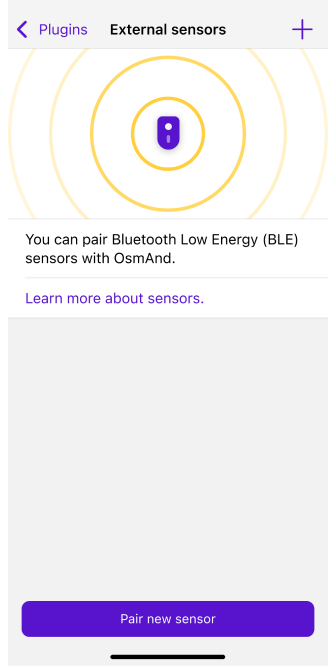 Plugins External sensors
You can pair Bluetooth Low Energy (BLE)
sensors with OsmAnd.
Learn more about sensors.
Pair new sensor